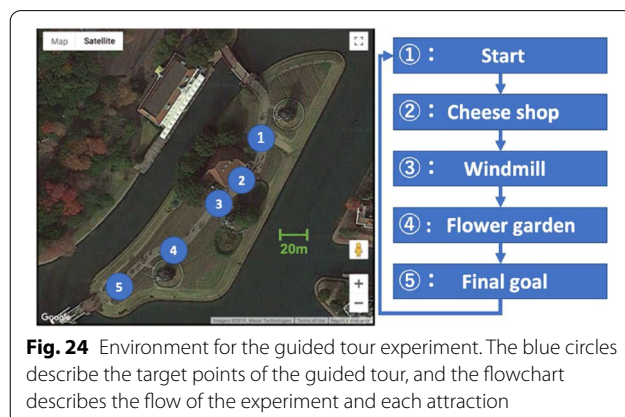 Map Satellite
1
2
3
4
5
20m
Google
①: Start
②: Cheese shop
③: Windmill
④: Flower garden
⑤: Final goal
Fig. 24 Environment for the guided tour experiment. The blue circles
describe the target points of the guided tour, and the flowchart
describes the flow of the experiment and each attraction